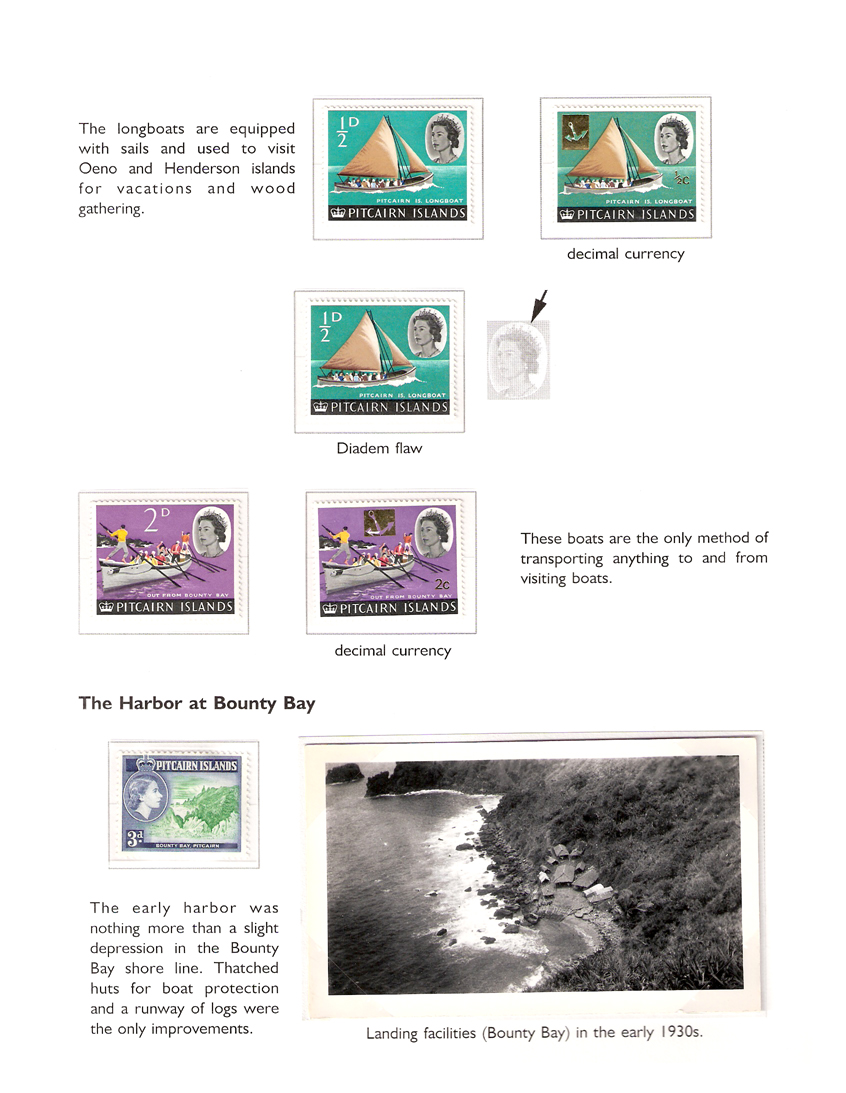 The longboats are equipped
with sails and used to visit
Oeno and Henderson islands
for vacations and wood
gathering.
1/2 D
PITCAIRN IS. LONGBOAT
PITCAIRN ISLANDS
1/2c
PITCAIRN IS. LONGBOAT
PITCAIRN ISLANDS
decimal currency
1/2 D
PITCAIRN IS. LONGBOAT
PITCAIRN ISLANDS
Diadem flaw
2D
OUT FROM BOUNTY BAY
PITCAIRN ISLANDS
2c
OUT FROM BOUNTY BAY
PITCAIRN ISLANDS
decimal currency
These boats are the only method of
transporting anything to and from
visiting boats.
The Harbor at Bounty Bay
PITCAIRN ISLANDS
3d.
BOUNTY BAY, PITCAIRN
The early harbor was
nothing more than a slight
depression in the Bounty
Bay shore line. Thatched
huts for boat protection
and a runway of logs were
the only improvements.
Landing facilities (Bounty Bay) in the early 1930s.